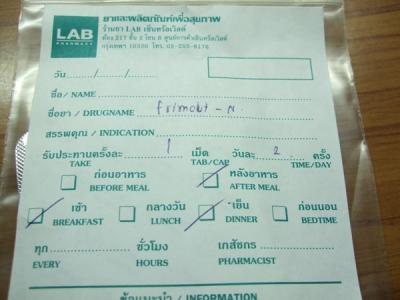 LAB
PHARMACY
ยาและผลิตภัณฑ์เพื่อสุขภาพ
ร้านยา LAB เซ็นทรัลเวิลด์
ห้อง 217 ชั้น 2 โซน B ศูนย์การค้าเซ็นทรัลเวิลด์
กรุงเทพฯ 10330 โทร. 02-255-6176
วัน ........./........./.........
ชื่อ / NAME
ชื่อยา / DRUGNAME Frimobt - N
สรรพคุณ / INDICATION
รับประทานครั้งละ 1 เม็ด วันละ 2 ครั้ง
TAKE TAB/CAP TIME/DAY
ก่อนอาหาร หลังอาหาร
BEFORE MEAL AFTER MEAL
เช้า กลางวัน เย็น ก่อนนอน
BREAKFAST LUNCH DINNER BEDTIME
ทุก ชั่วโมง เภสัชกร
EVERY HOURS PHARMACIST
ข้อแนะนำ / INFORMATION